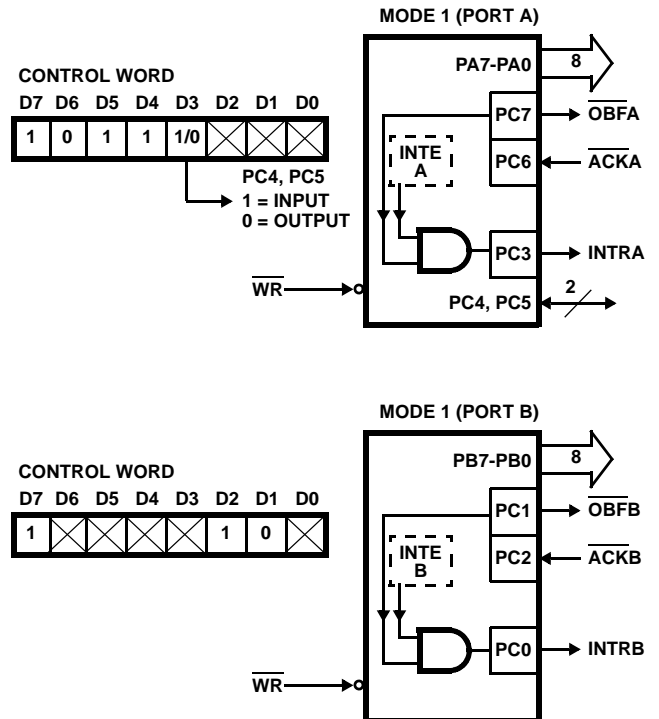 MODE 1 (PORT A)
CONTROL WORD
D7 D6 D5 D4 D3 D2 D1 D0
1 0 1 1 1/0
PC4, PC5
1 = INPUT
0 = OUTPUT
PA7-PA0
8
PC7
OBFA
INTE
A
PC6
ACKA
PC3
INTRA
WR
PC4, PC5
2
MODE 1 (PORT B)
CONTROL WORD
D7 D6 D5 D4 D3 D2 D1 D0
1 1 0
PB7-PB0
8
PC1
OBFB
INTE
B
PC2
ACKB
PC0
INTRB
WR